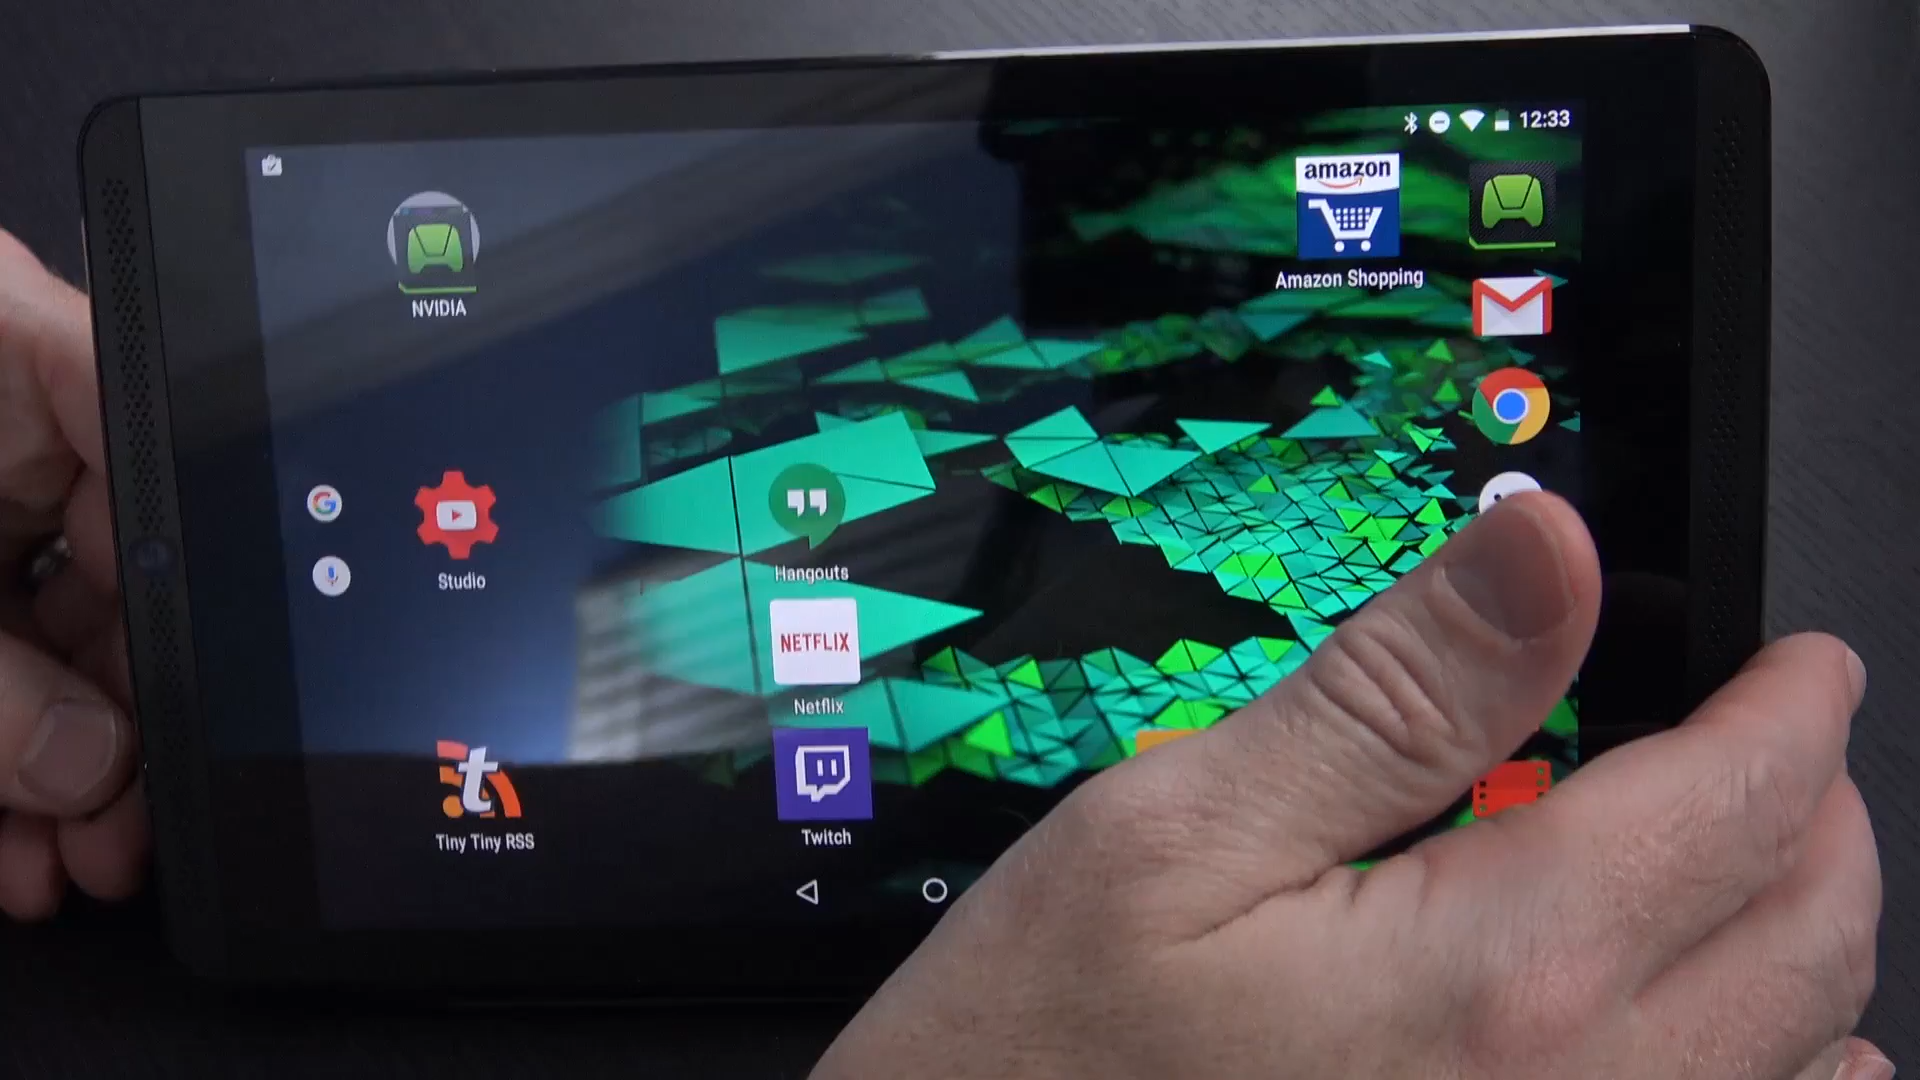 12:33
amazon
Amazon Shopping
NVIDIA
G
Studio
Hangouts
NETFLIX
Netflix
t
Tiny Tiny RSS
Twitch